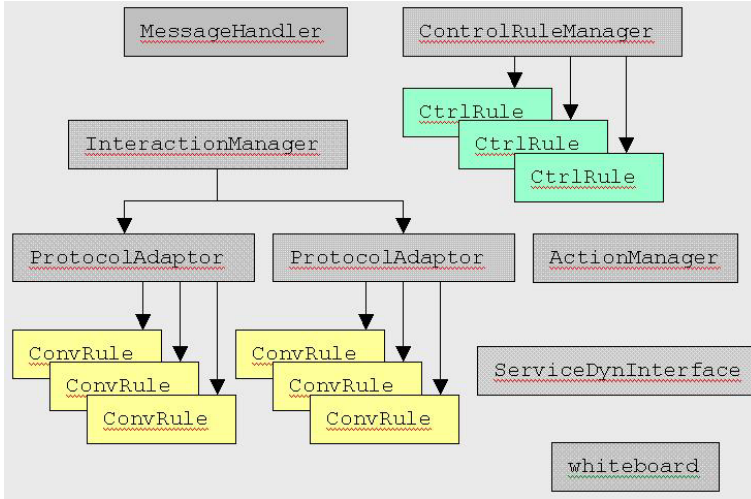 MessageHandler
ControlRuleManager
CtrlRule
CtrlRule
CtrlRule
InteractionManager
ProtocolAdaptor
ProtocolAdaptor
ActionManager
ConvRule
ConvRule
ConvRule
ConvRule
ConvRule
ConvRule
ServiceDynInterface
whiteboard